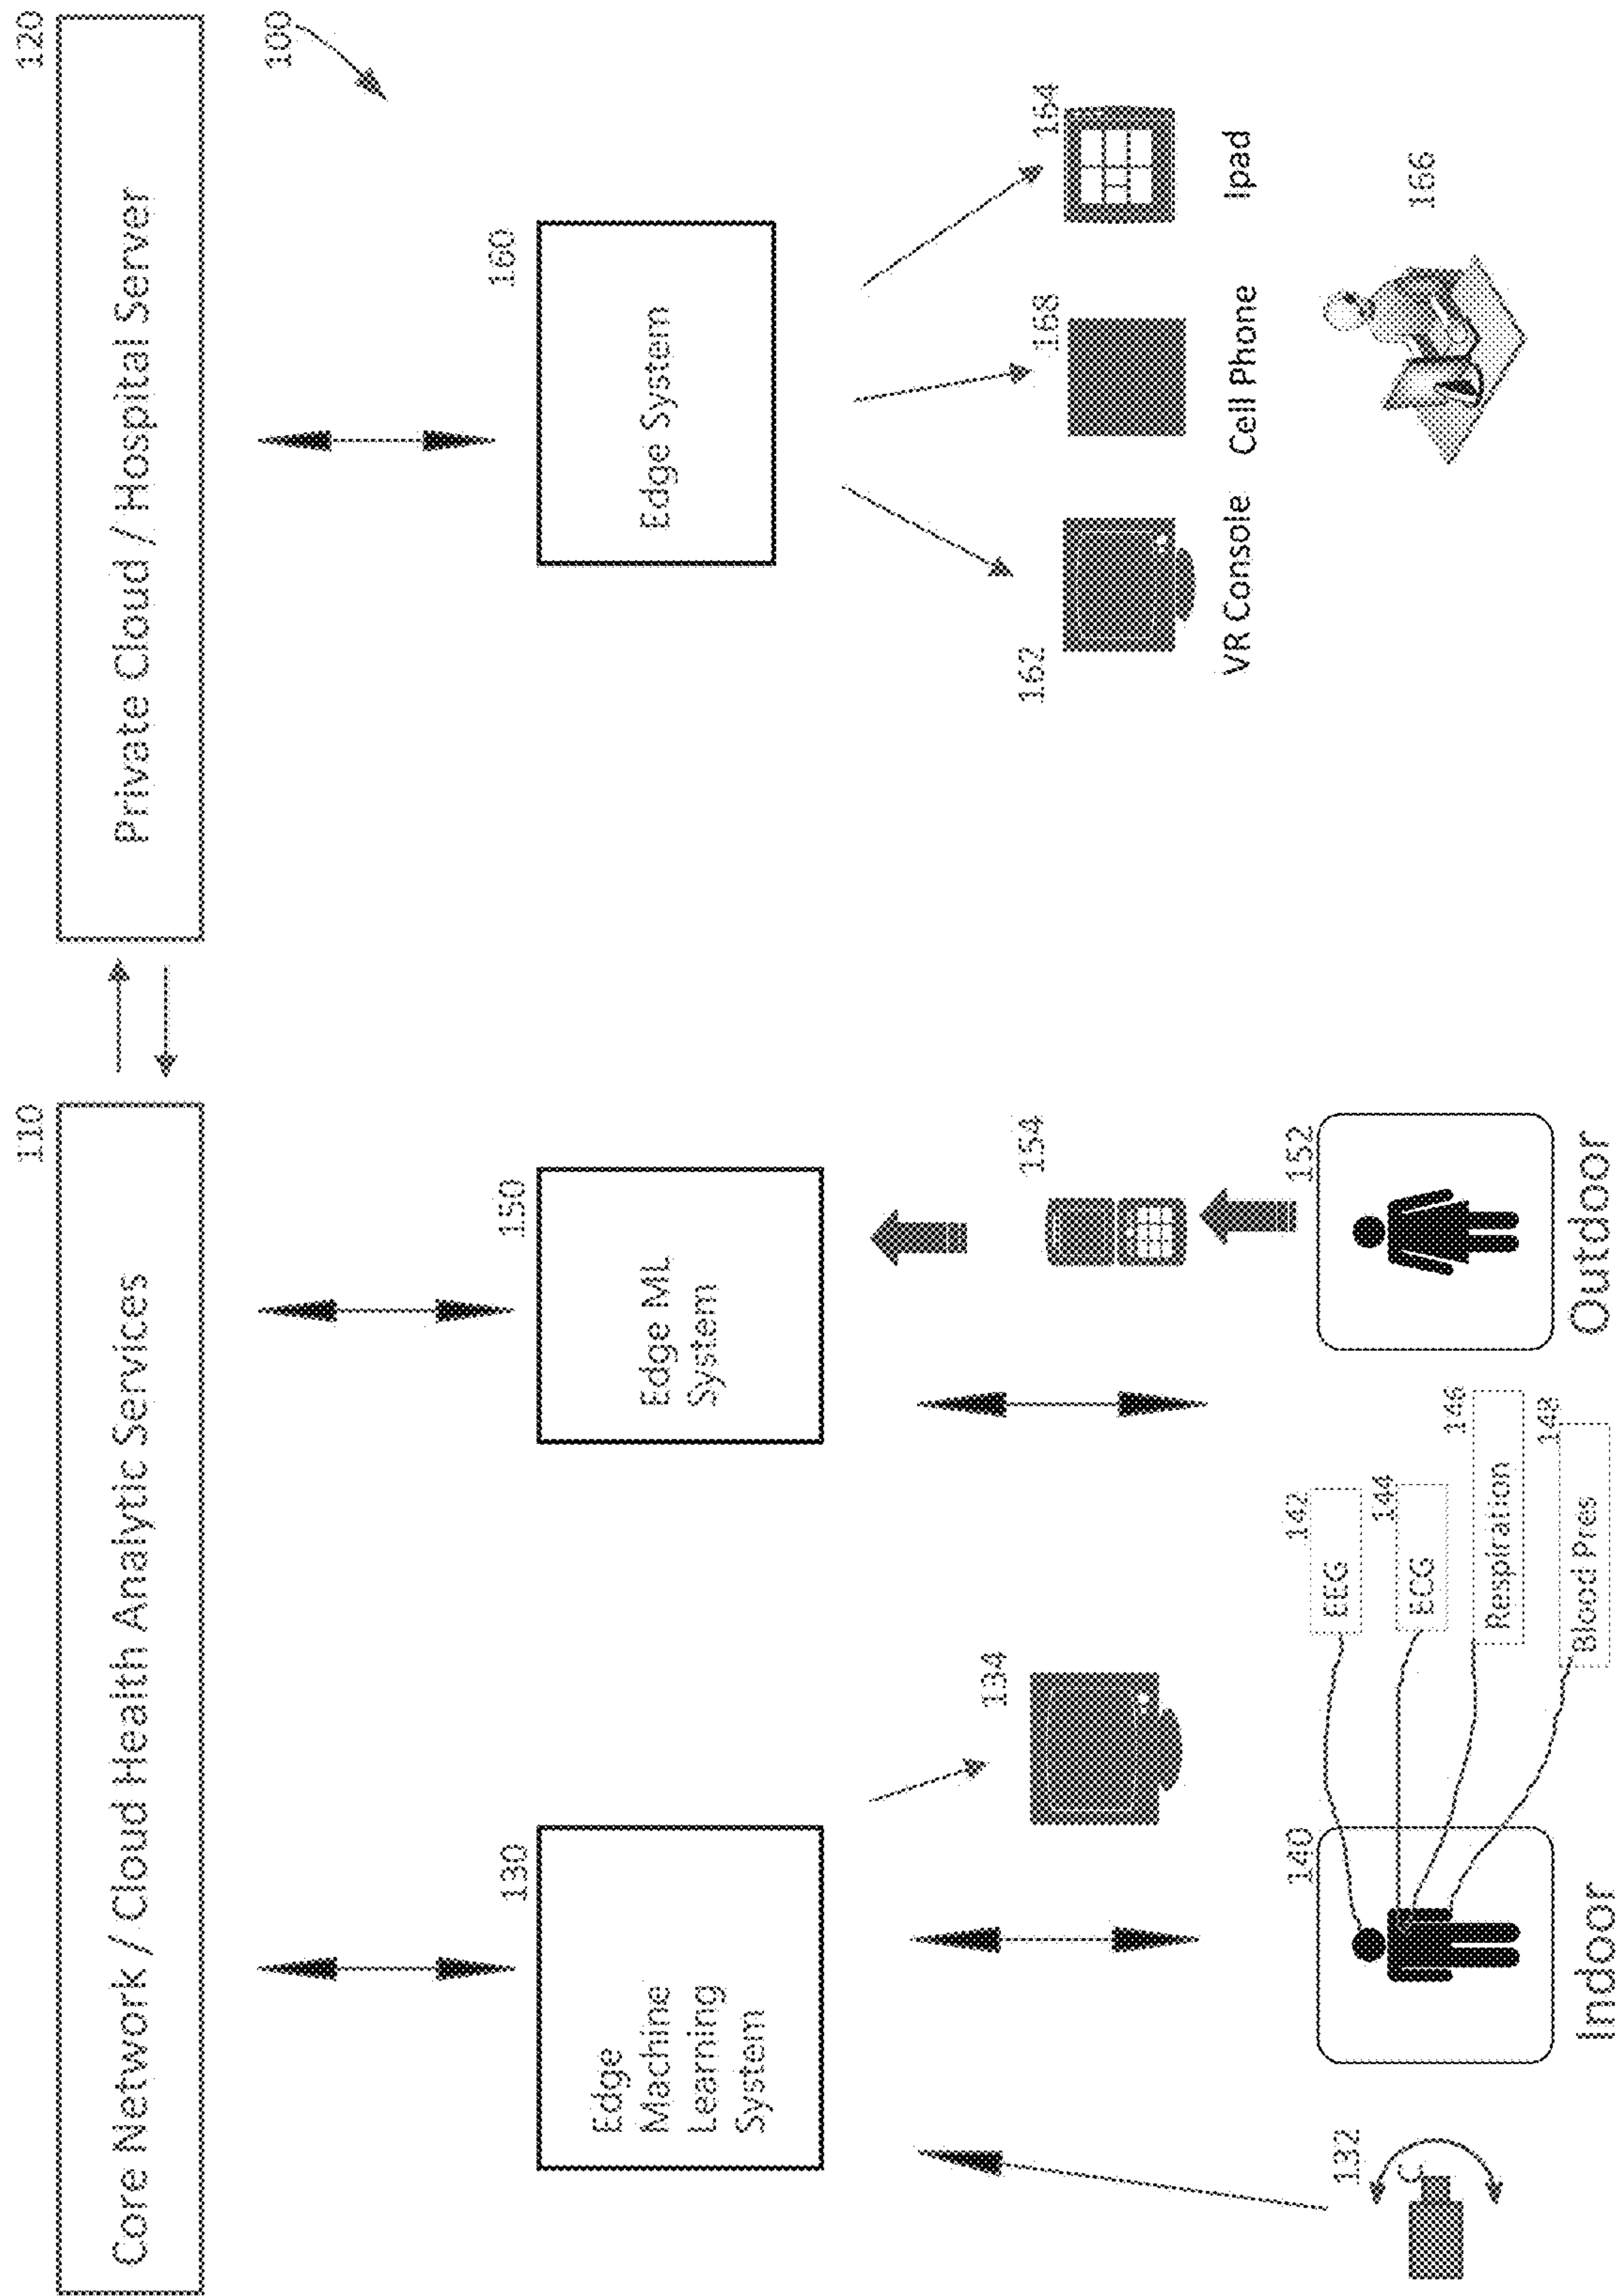 110
Core Network / Cloud Health Analytic Services
120
Private Cloud / Hospital Server
100
130
Edge
Machine
Learning
System
150
Edge ML
System
160
Edge System
134
154
162
168
164
VR Console
Cell Phone
Ipad
132
C
140
142
EEG
144
ECG
146
Respiration
148
Blood Pres
152
166
Indoor
Outdoor